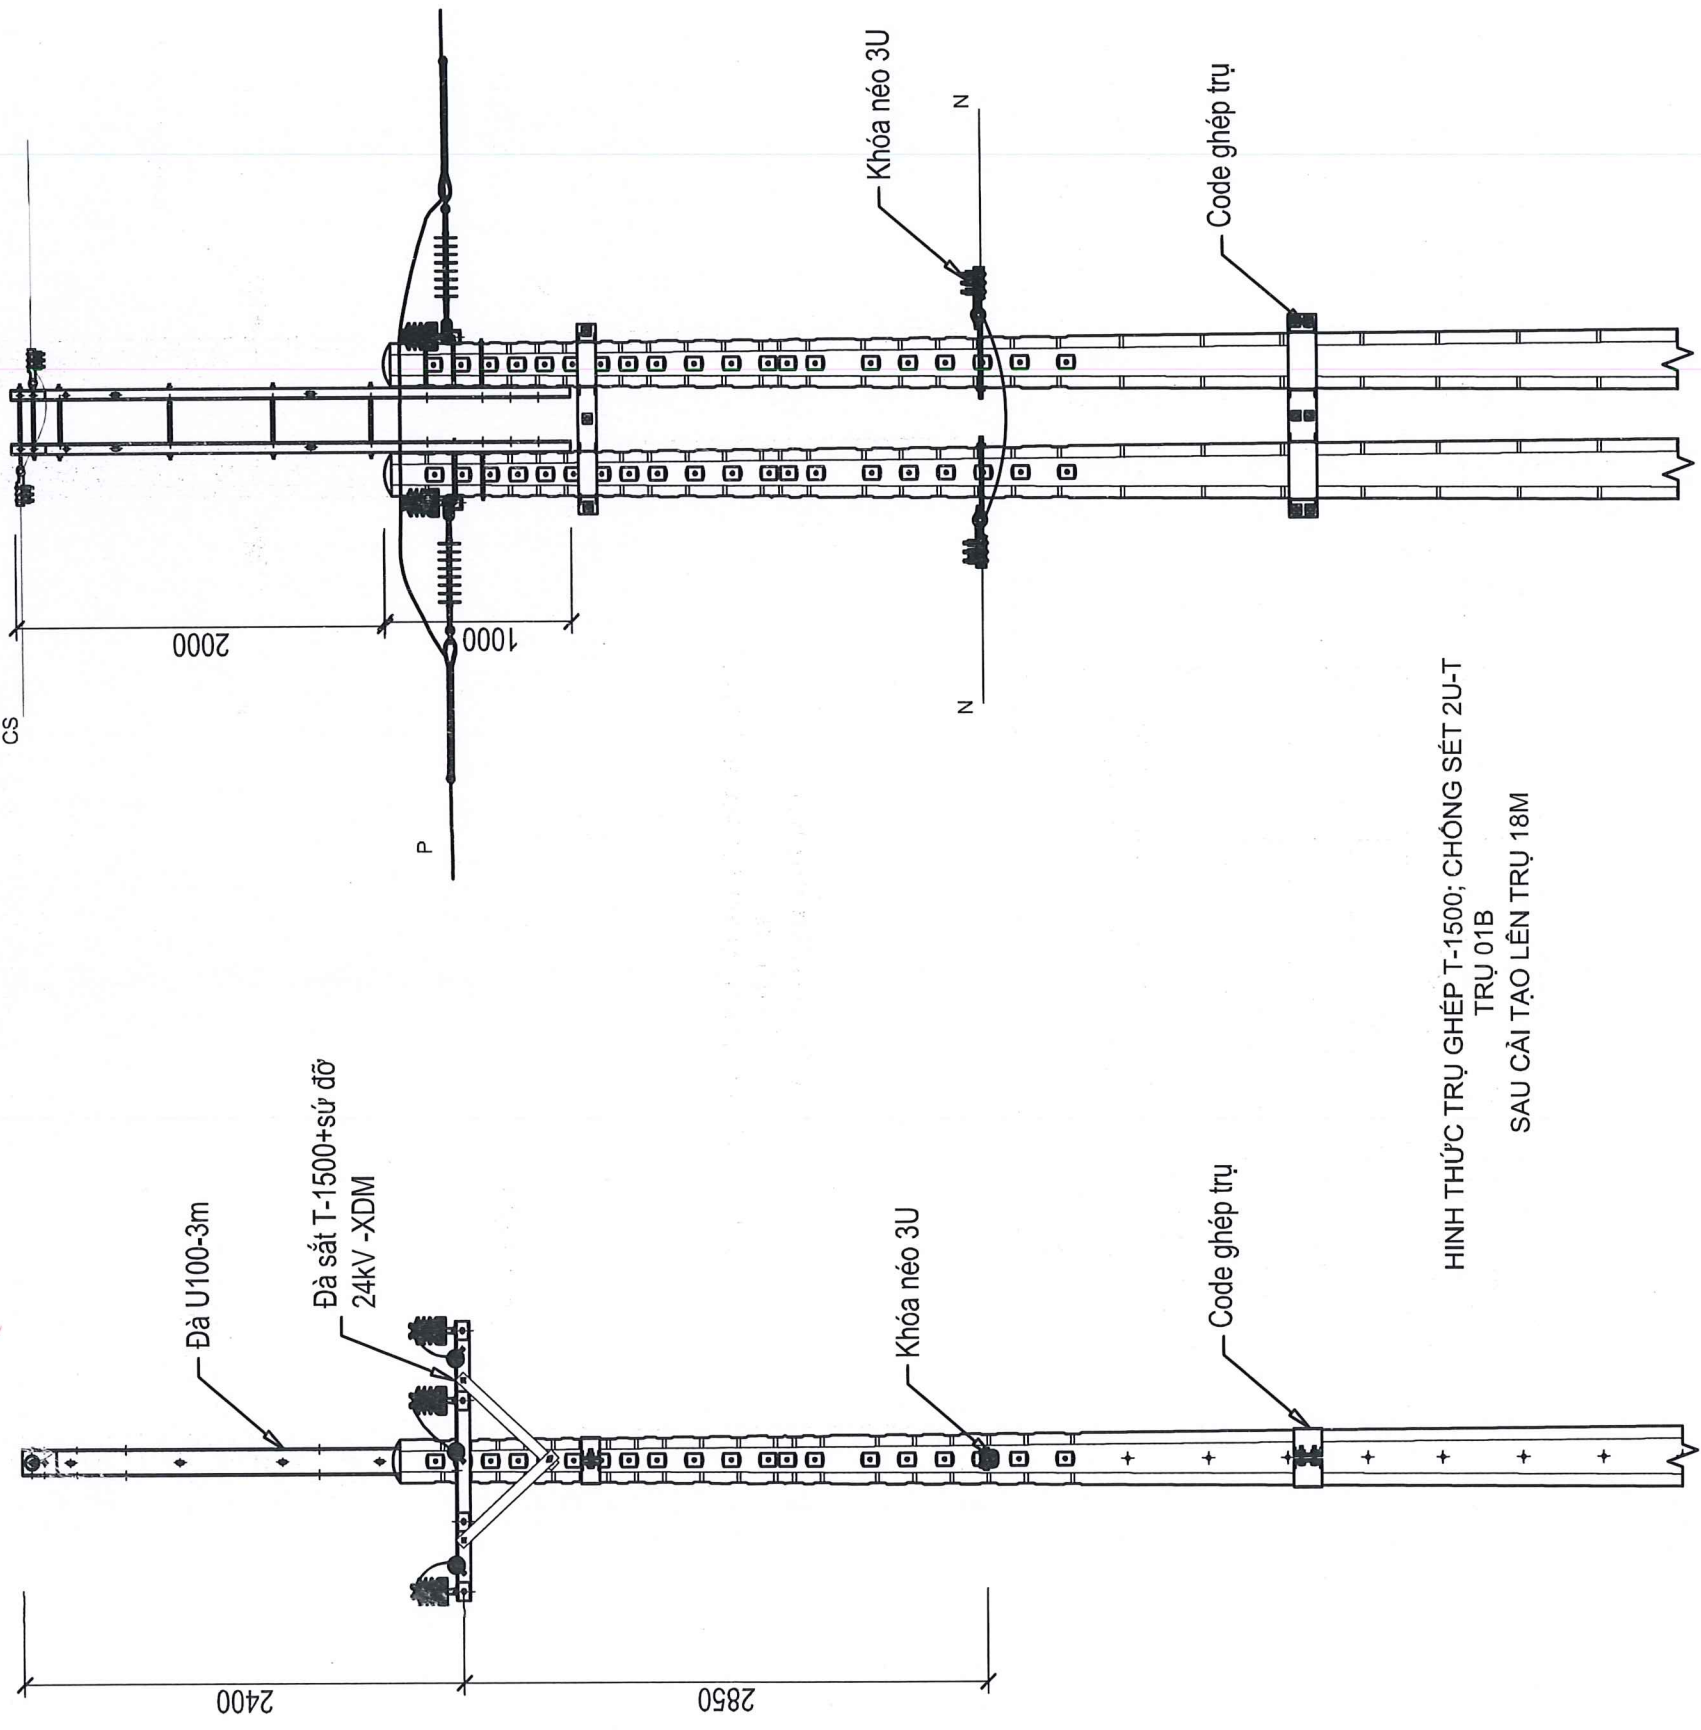 CS
2000
1000
P
Khóa néo 3U
N
N
Code ghép trụ
Đà U100-3m
Đà sắt T-1500+sứ đỡ
24kV -XDM
Khóa néo 3U
Code ghép trụ
2400
2850
HINH THỨC TRỤ GHÉP T-1500; CHÓNG SÉT 2U-T
TRỤ 01B
SAU CẢI TẠO LÊN TRỤ 18M